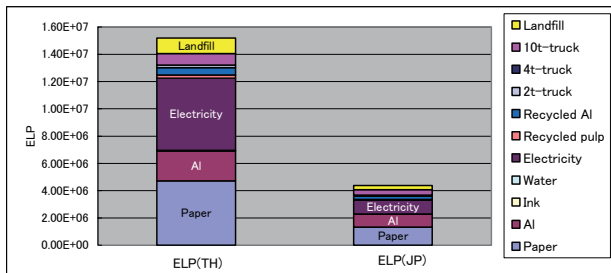 1.60E+07
1.40E+07
1.20E+07
1.00E+07
8.00E+06
6.00E+06
4.00E+06
2.00E+06
0.00E+00
ELP
Landfill
Electricity
Al
Paper
Electricity
Al
Paper
ELP(TH)
ELP(JP)
Landfill
10t-truck
4t-truck
2t-truck
Recycled Al
Recycled pulp
Electricity
Water
Ink
Al
Paper